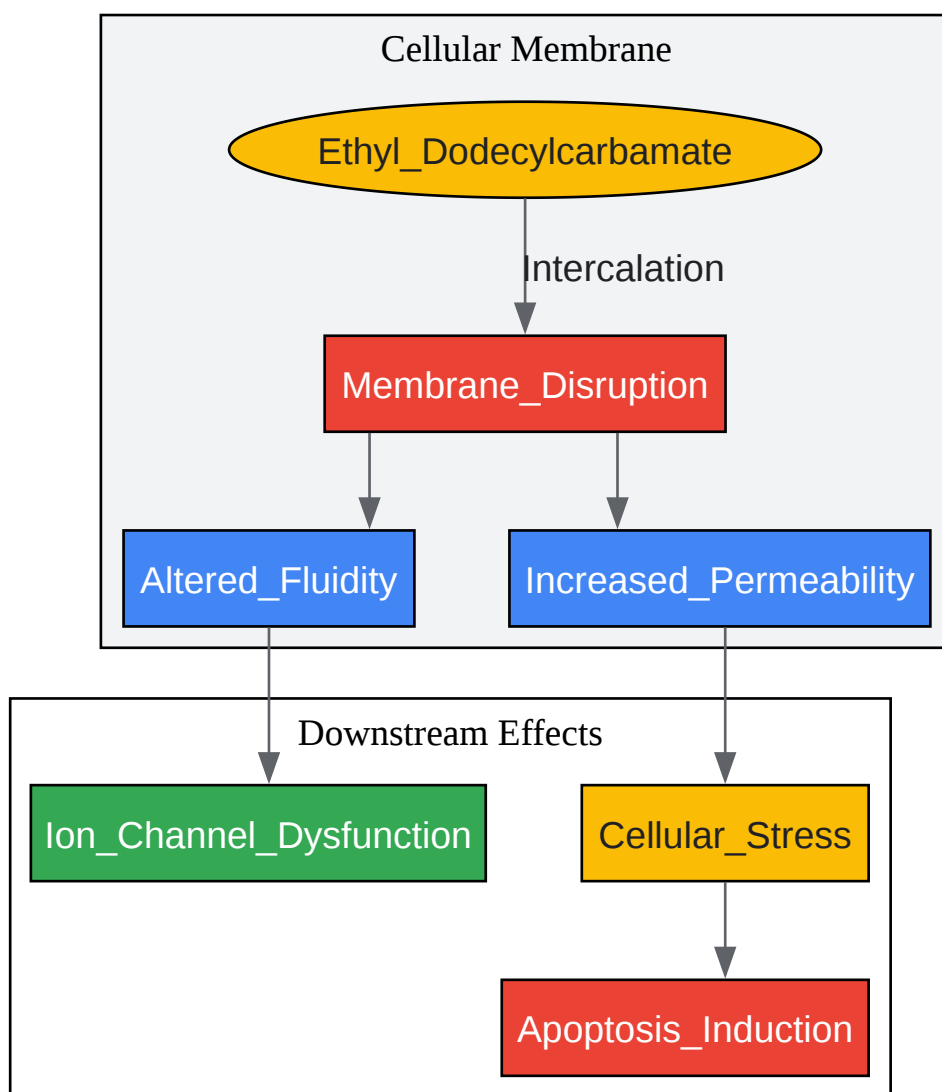 Cellular Membrane
Ethyl_Dodecylcarbamate
Intercalation
Membrane_Disruption
Altered_Fluidity
Increased_Permeability
Downstream Effects
Ion_Channel_Dysfunction
Cellular_Stress
Apoptosis_Induction